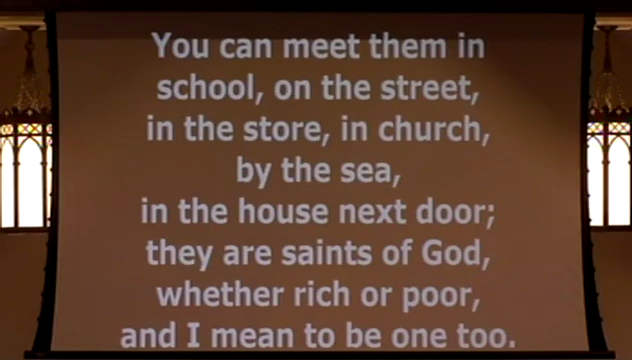 You can meet them in
school, on the street,
in the store, in church,
by the sea,
in the house next door;
they are saints of God,
whether rich or poor,
and I mean to be one too.